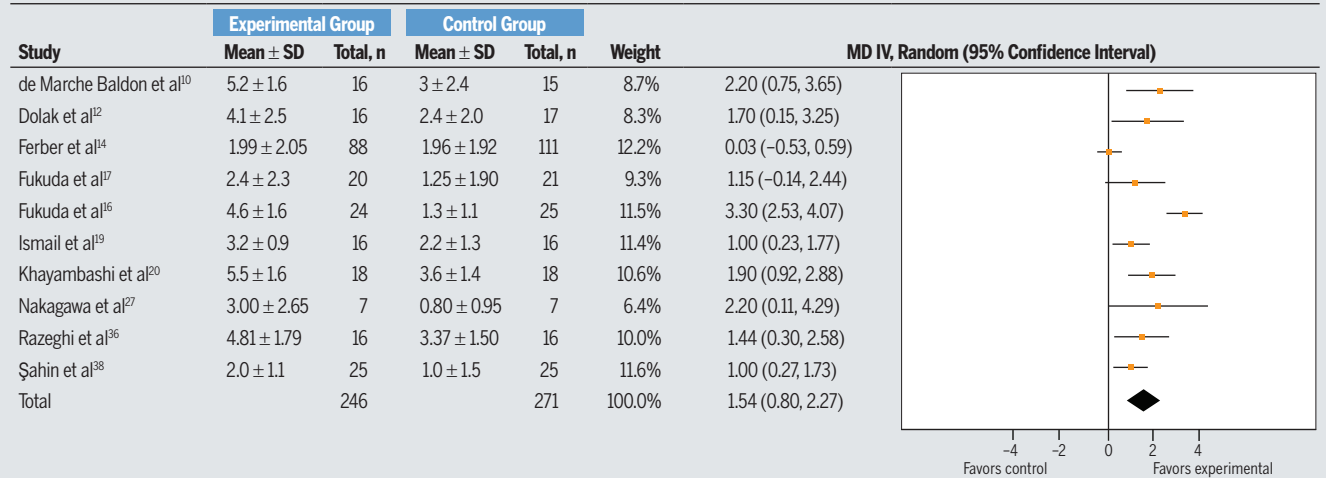 Experimental Group Control Group
Study Mean ± SD Total, n Mean ± SD Total, n Weight MD IV, Random (95% Confidence Interval)
de Marche Baldon et al¹⁰ 5.2 ± 1.6 16 3 ± 2.4 15 8.7% 2.20 (0.75, 3.65)
Dolak et al¹² 4.1 ± 2.5 16 2.4 ± 2.0 17 8.3% 1.70 (0.15, 3.25)
Ferber et al¹⁴ 1.99 ± 2.05 88 1.96 ± 1.92 111 12.2% 0.03 (–0.53, 0.59)
Fukuda et al¹⁷ 2.4 ± 2.3 20 1.25 ± 1.90 21 9.3% 1.15 (–0.14, 2.44)
Fukuda et al¹⁶ 4.6 ± 1.6 24 1.3 ± 1.1 25 11.5% 3.30 (2.53, 4.07)
Ismail et al¹⁹ 3.2 ± 0.9 16 2.2 ± 1.3 16 11.4% 1.00 (0.23, 1.77)
Khayambashi et al²⁰ 5.5 ± 1.6 18 3.6 ± 1.4 18 10.6% 1.90 (0.92, 2.88)
Nakagawa et al²⁷ 3.00 ± 2.65 7 0.80 ± 0.95 7 6.4% 2.20 (0.11, 4.29)
Razeghi et al³⁶ 4.81 ± 1.79 16 3.37 ± 1.50 16 10.0% 1.44 (0.30, 2.58)
Şahin et al³⁸ 2.0 ± 1.1 25 1.0 ± 1.5 25 11.6% 1.00 (0.27, 1.73)
Total 246 271 100.0% 1.54 (0.80, 2.27)
–4 –2 0 2 4
Favors control Favors experimental